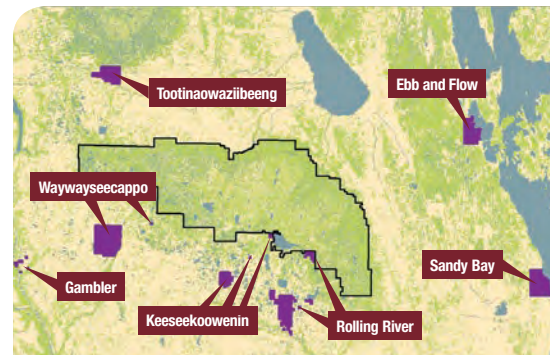 Tootinaowaziibeeng
Ebb and Flow
Waywayseecappo
Sandy Bay
Gambler
Keeseekoowenin
Rolling River